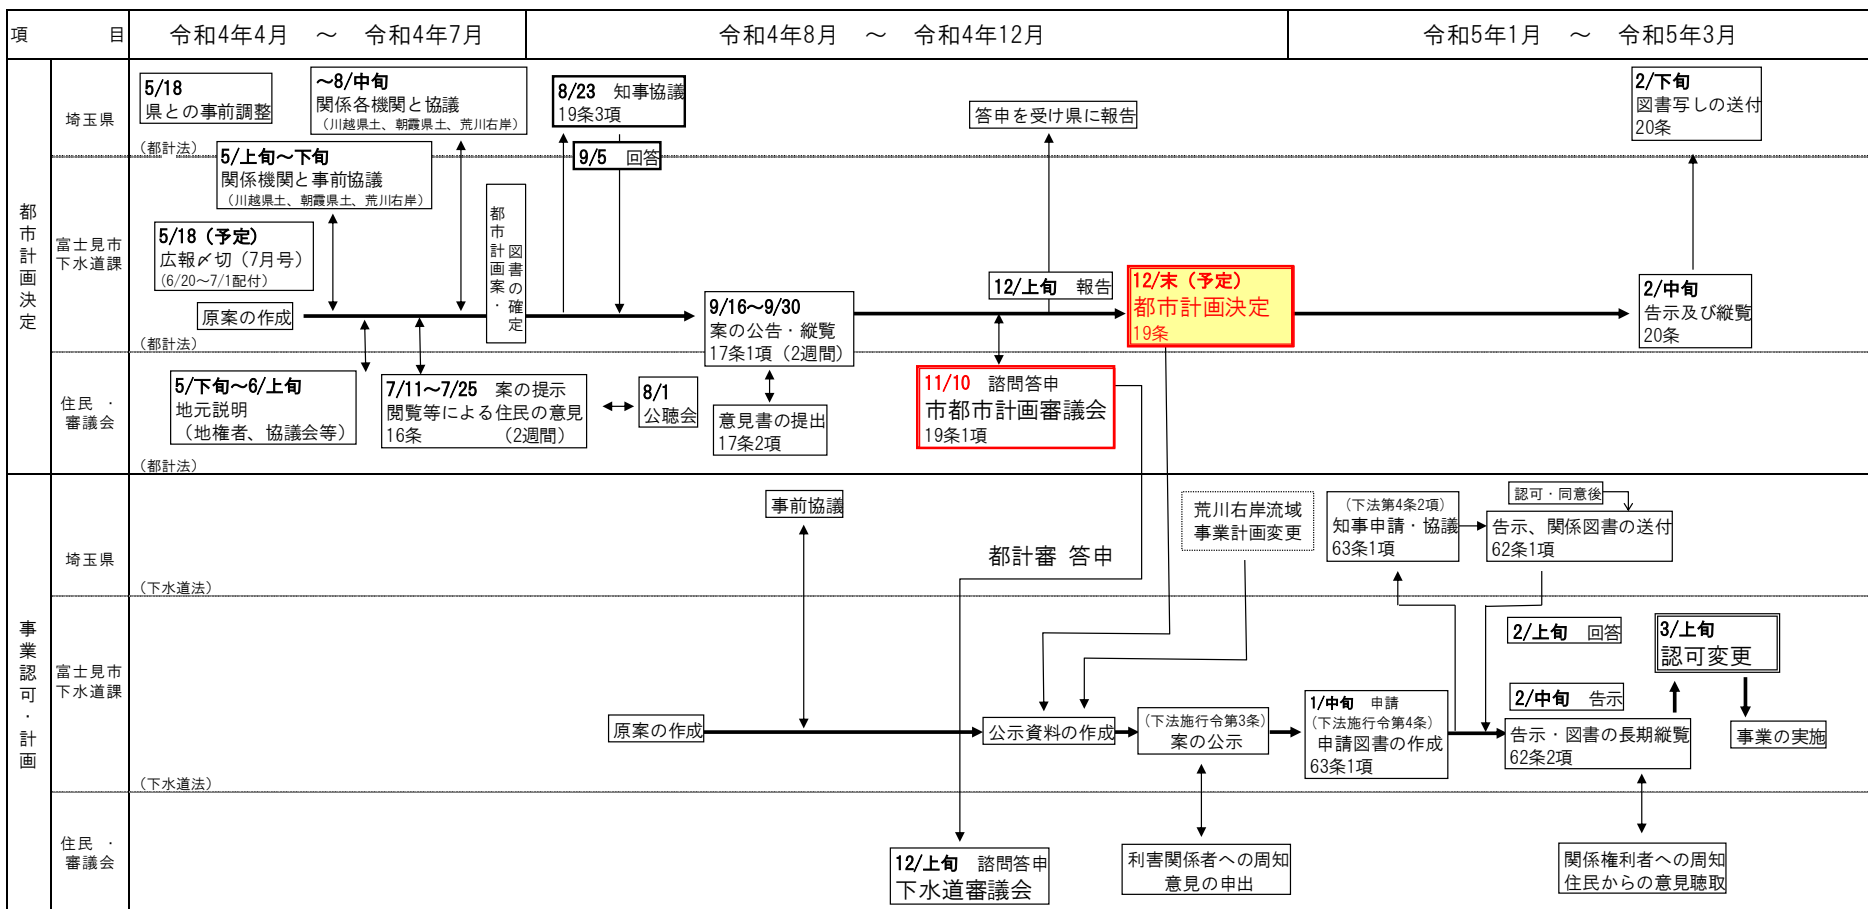 項　　　　目
令和4年4月　～　令和4年7月
令和4年8月　～　令和4年12月
令和5年1月　～　令和5年3月
都市計画決定
埼玉県
5/18
県との事前調整
～8/中旬
関係各機関と協議
（川越県土、朝霞県土、荒川右岸）
8/23　知事協議
19条3項
答申を受け県に報告
2/下旬
図書写しの送付
20条
（都計法）
9/5　回答
富士見市
下水道課
5/上旬～下旬
関係機関と事前協議
（川越県土、朝霞県土、荒川右岸）
5/18（予定）
広報〆切（7月号）
（6/20～7/1配付）
原案の作成
都市計画案・
図書の確定
9/16～9/30
案の公告・縦覧
17条1項（2週間）
12/上旬　報告
12/末（予定）
都市計画決定
19条
2/中旬
告示及び縦覧
20条
（都計法）
住民　・
審議会
5/下旬～6/上旬
地元説明
（地権者、協議会等）
7/11～7/25　案の提示
閲覧等による住民の意見
16条　　　　　（2週間）
8/1
公聴会
意見書の提出
17条2項
11/10　諮問答申
市都市計画審議会
19条1項
（都計法）
事業認可・計画
埼玉県
事前協議
都計審 答申
荒川右岸流域
事業計画変更
（下法第4条2項）
知事申請・協議
63条1項
認可・同意後
告示、関係図書の送付
62条1項
（下水道法）
富士見市
下水道課
原案の作成
公示資料の作成
（下法施行令第3条）
案の公示
1/中旬　申請
（下法施行令第4条）
申請図書の作成
63条1項
2/上旬　回答
2/中旬　告示
告示・図書の長期縦覧
62条2項
3/上旬
認可変更
事業の実施
（下水道法）
住民　・
審議会
12/上旬　諮問答申
下水道審議会
利害関係者への周知
意見の申出
関係権利者への周知
住民からの意見聴取